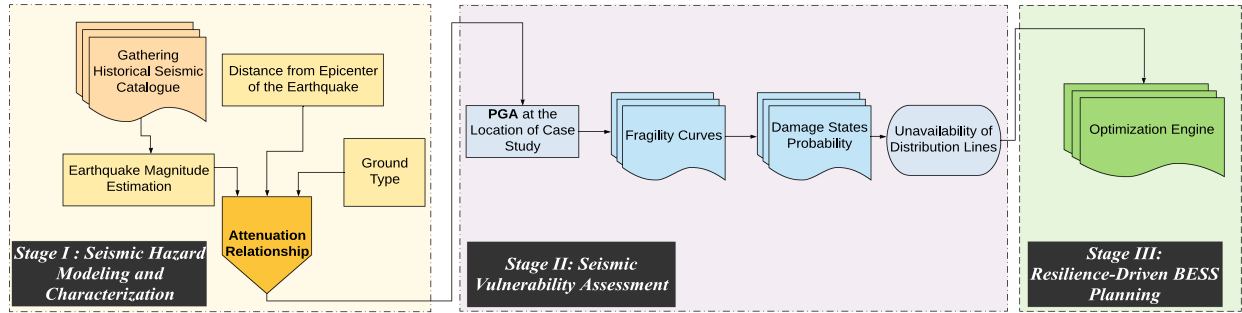 Gathering
Historical Seismic
Catalogue
Distance from Epicenter
of the Earthquake
Earthquake Magnitude
Estimation
Ground
Type
Attenuation
Relationship
Stage I : Seismic Hazard
Modeling and
Characterization
PGA at the
Location of Case
Study
Fragility Curves
Damage States
Probability
Unavailability of
Distribution Lines
Stage II: Seismic
Vulnerability Assessment
Optimization Engine
Stage III:
Resilience-Driven BESS
Planning